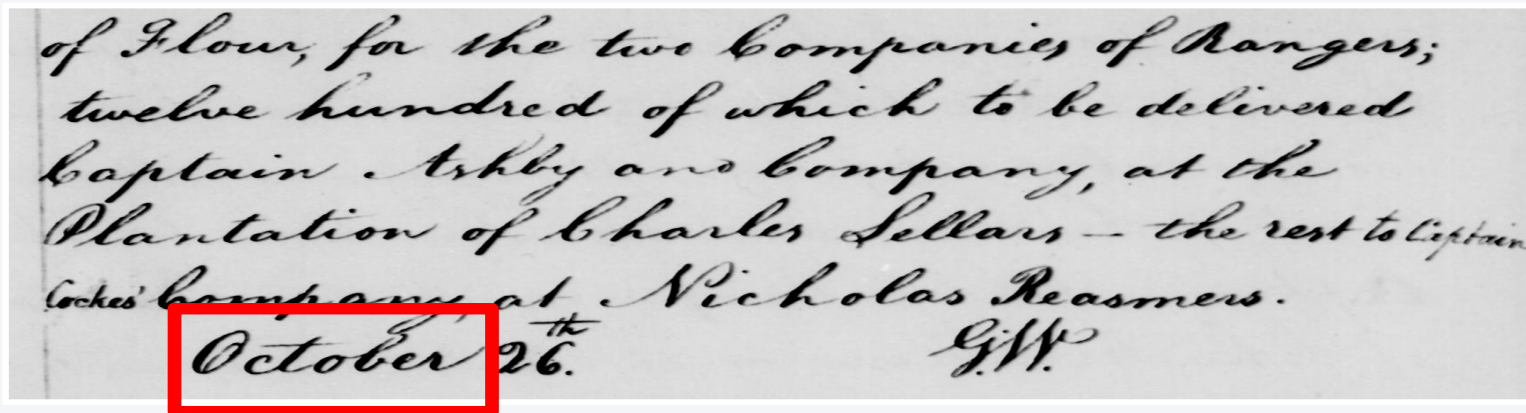 of Flour, for the two Companies of Rangers;
twelve hundred of which to be delivered
Captain Ashby and Company, at the
Plantation of Charles Sellars — the rest to Captain
Cockes' Company, at Nicholas Reasmers.
October 26th. G.W.